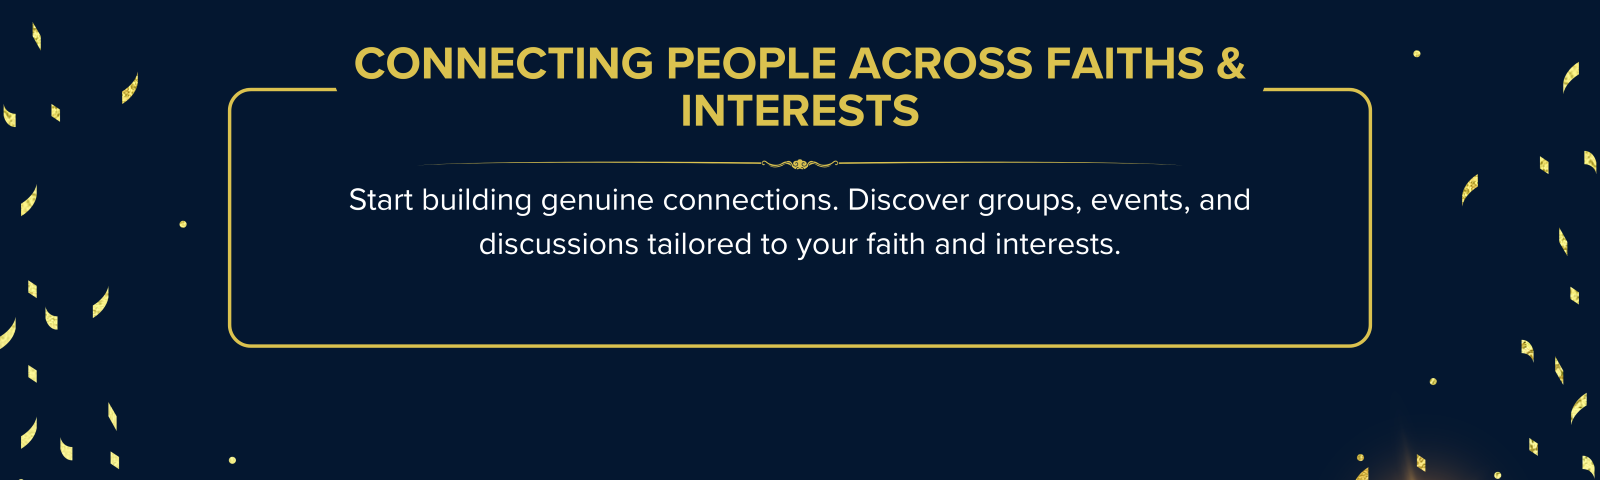 CONNECTING PEOPLE ACROSS FAITHS &
INTERESTS
Start building genuine connections. Discover groups, events, and
discussions tailored to your faith and interests.